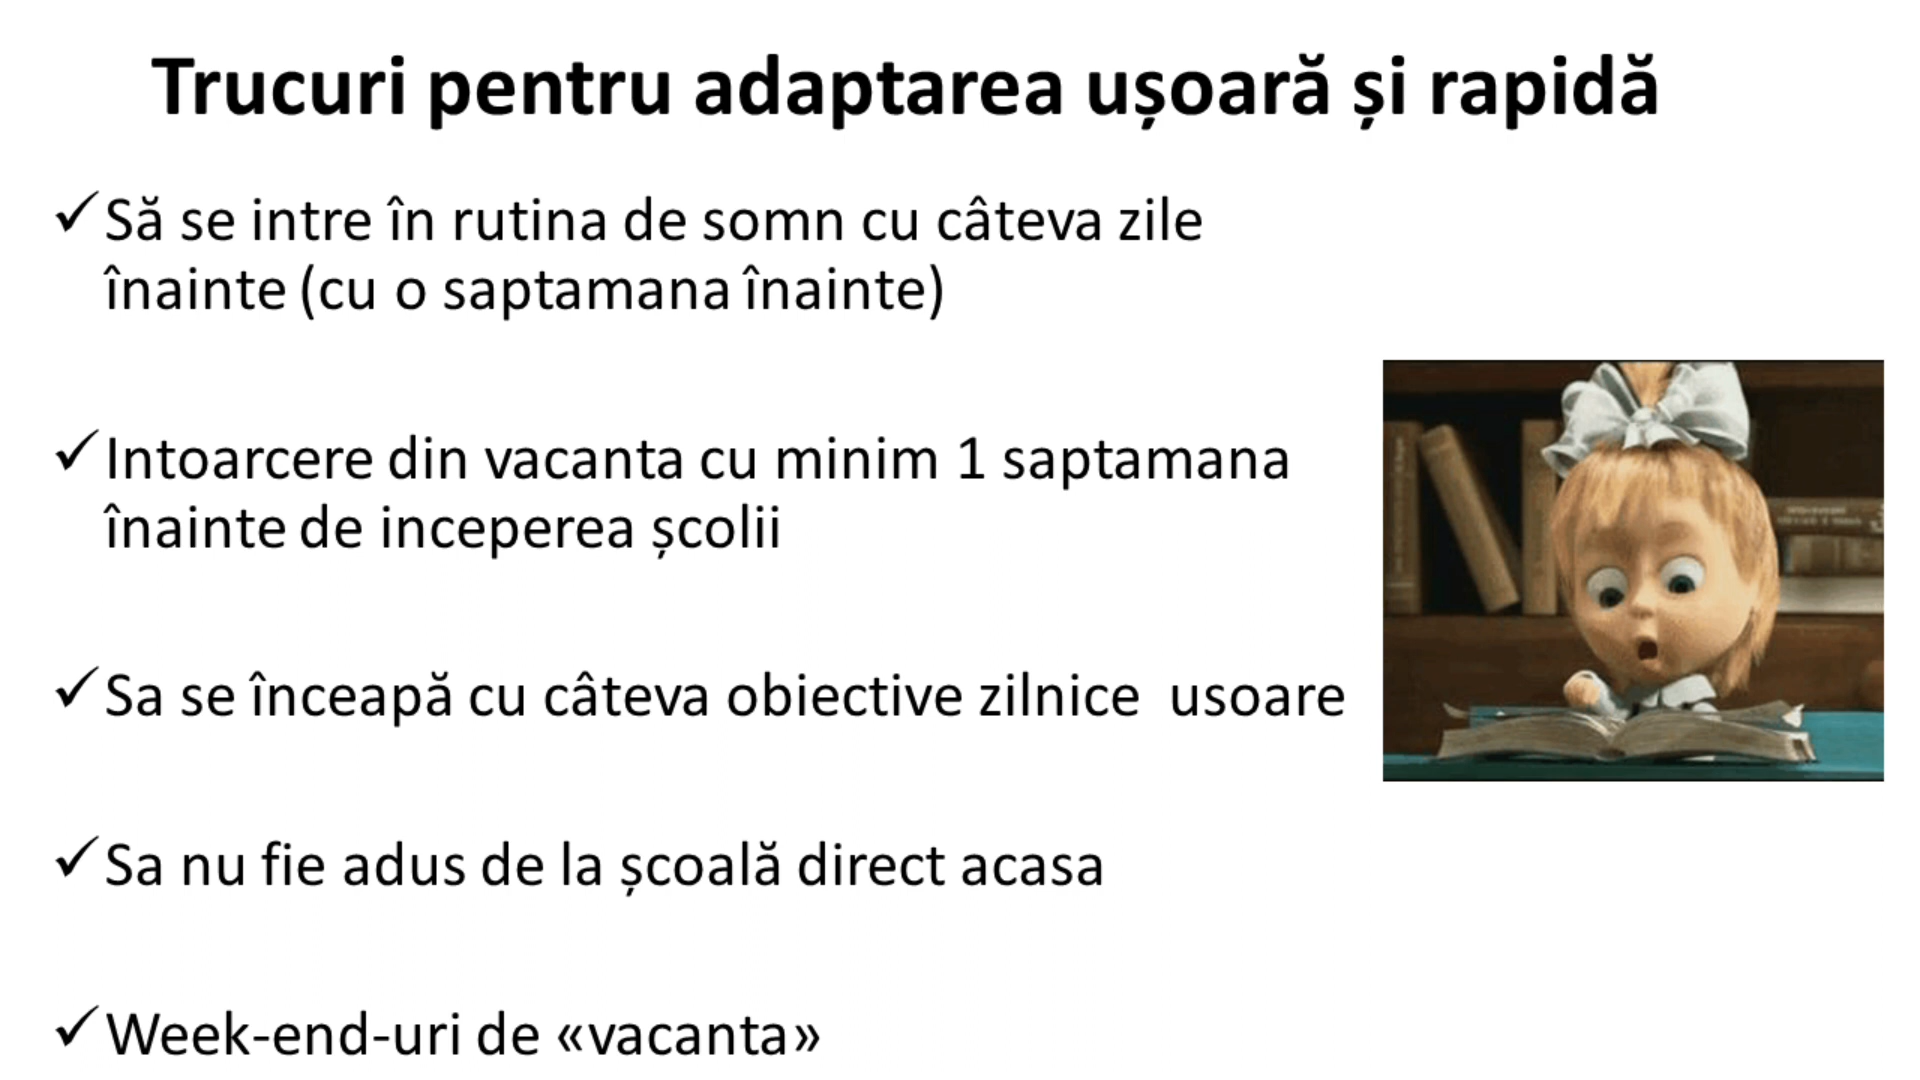 Trucuri pentru adaptarea ușoară și rapidă
✓Să se intre în rutina de somn cu câteva zile
înainte (cu o saptamana înainte)
✓Intoarcere din vacanta cu minim 1 saptamana
înainte de inceperea școlii
✓Sa se înceapă cu câteva obiective zilnice  usoare
✓Sa nu fie adus de la școală direct acasa
✓Week-end-uri de «vacanta»